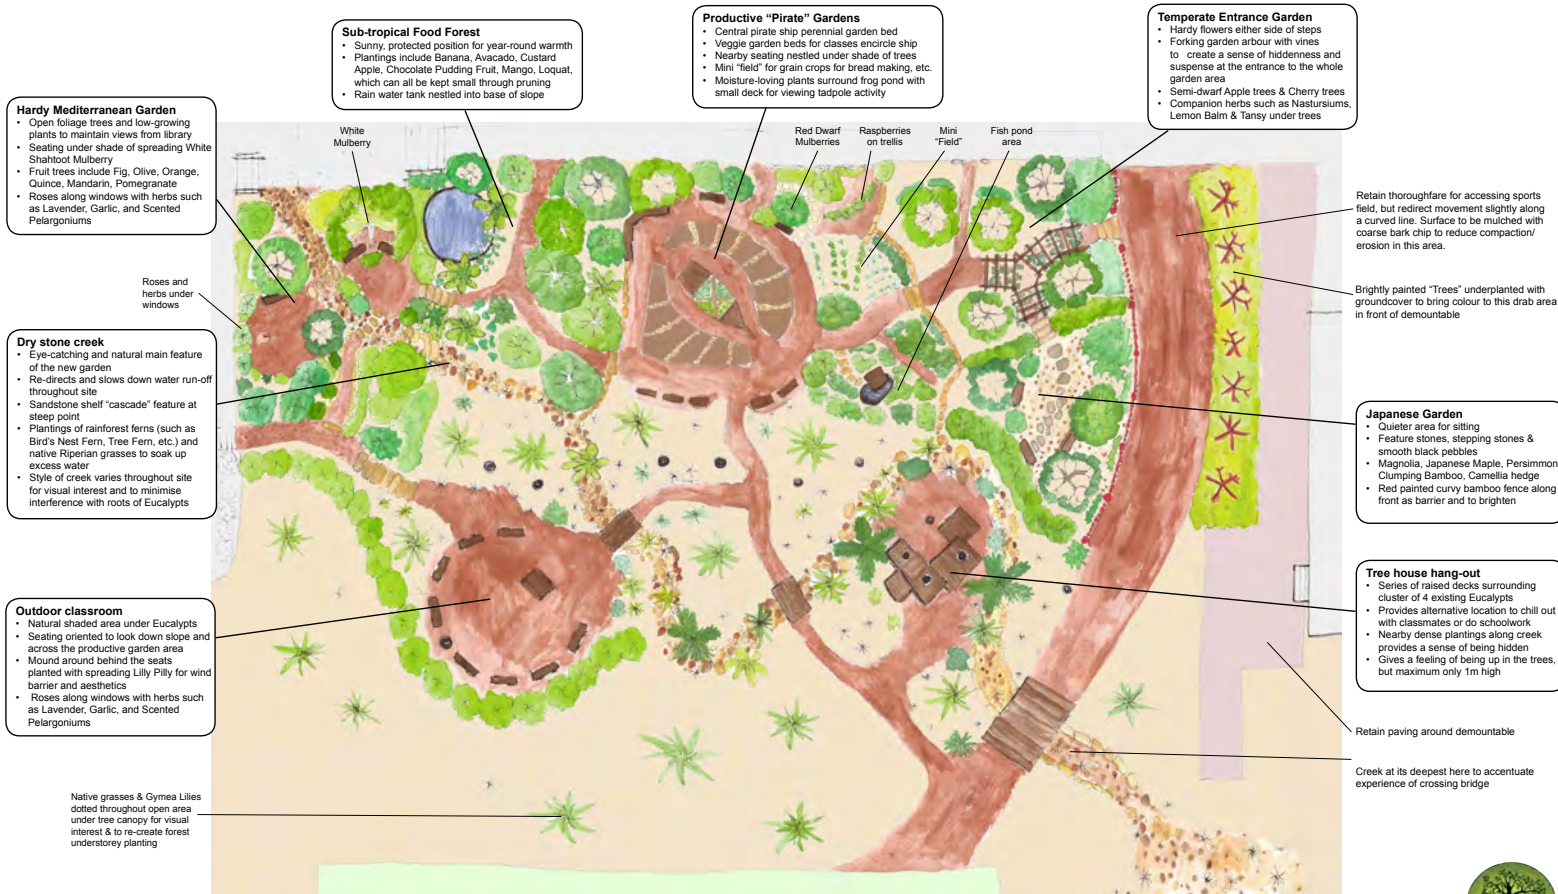 Hardy Mediterranean Garden
• Open foliage trees and low-growing
plants to maintain views from library
• Seating under shade of spreading White
Shahtoot Mulberry
• Fruit trees include Fig, Olive, Orange,
Quince, Mandarin, Pomegranate
• Roses along windows with herbs such
as Lavender, Garlic, and Scented
Pelargoniums
Sub-tropical Food Forest
• Sunny, protected position for year-round warmth
• Plantings include Banana, Avacado, Custard
Apple, Chocolate Pudding Fruit, Mango, Loquat,
which can all be kept small through pruning
• Rain water tank nestled into base of slope
Productive “Pirate” Gardens
• Central pirate ship perennial garden bed
• Veggie garden beds for classes encircle ship
• Nearby seating nestled under shade of trees
• Mini “field” for grain crops for bread making, etc.
• Moisture-loving plants surround frog pond with
small deck for viewing tadpole activity
Temperate Entrance Garden
• Hardy flowers either side of steps
• Forking garden arbour with vines
to create a sense of hiddenness and
suspense at the entrance to the whole
garden area
• Semi-dwarf Apple trees & Cherry trees
• Companion herbs such as Nastursiums,
Lemon Balm & Tansy under trees
White
Mulberry
Red Dwarf
Mulberries
Raspberries
on trellis
Mini
“Field”
Fish pond
area
Retain thoroughfare for accessing sports
field, but redirect movement slightly along
a curved line. Surface to be mulched with
coarse bark chip to reduce compaction/
erosion in this area.
Roses and
herbs under
windows
Brightly painted “Trees” underplanted with
groundcover to bring colour to this drab area
in front of demountable
Dry stone creek
• Eye-catching and natural main feature
of the new garden
• Re-directs and slows down water run-off
throughout site
• Sandstone shelf “cascade” feature at
steep point
• Plantings of rainforest ferns (such as
Bird’s Nest Fern, Tree Fern, etc.) and
native Riperian grasses to soak up
excess water
• Style of creek varies throughout site
for visual interest and to minimise
interference with roots of Eucalypts
Japanese Garden
• Quieter area for sitting
• Feature stones, stepping stones &
smooth black pebbles
• Magnolia, Japanese Maple, Persimmon
Clumping Bamboo, Camellia hedge
• Red painted curvy bamboo fence along
front as barrier and to brighten
Tree house hang-out
• Series of raised decks surrounding
cluster of 4 existing Eucalypts
• Provides alternative location to chill out
with classmates or do schoolwork
• Nearby dense plantings along creek
provides a sense of being hidden
• Gives a feeling of being up in the trees,
but maximum only 1m high
Outdoor classroom
• Natural shaded area under Eucalypts
• Seating oriented to look down slope and
across the productive garden area
• Mound around behind the seats
planted with spreading Lilly Pilly for wind
barrier and aesthetics
• Roses along windows with herbs such
as Lavender, Garlic, and Scented
Pelargoniums
Retain paving around demountable
Creek at its deepest here to accentuate
experience of crossing bridge
Native grasses & Gymea Lilies
dotted throughout open area
under tree canopy for visual
interest & to re-create forest
understorey planting